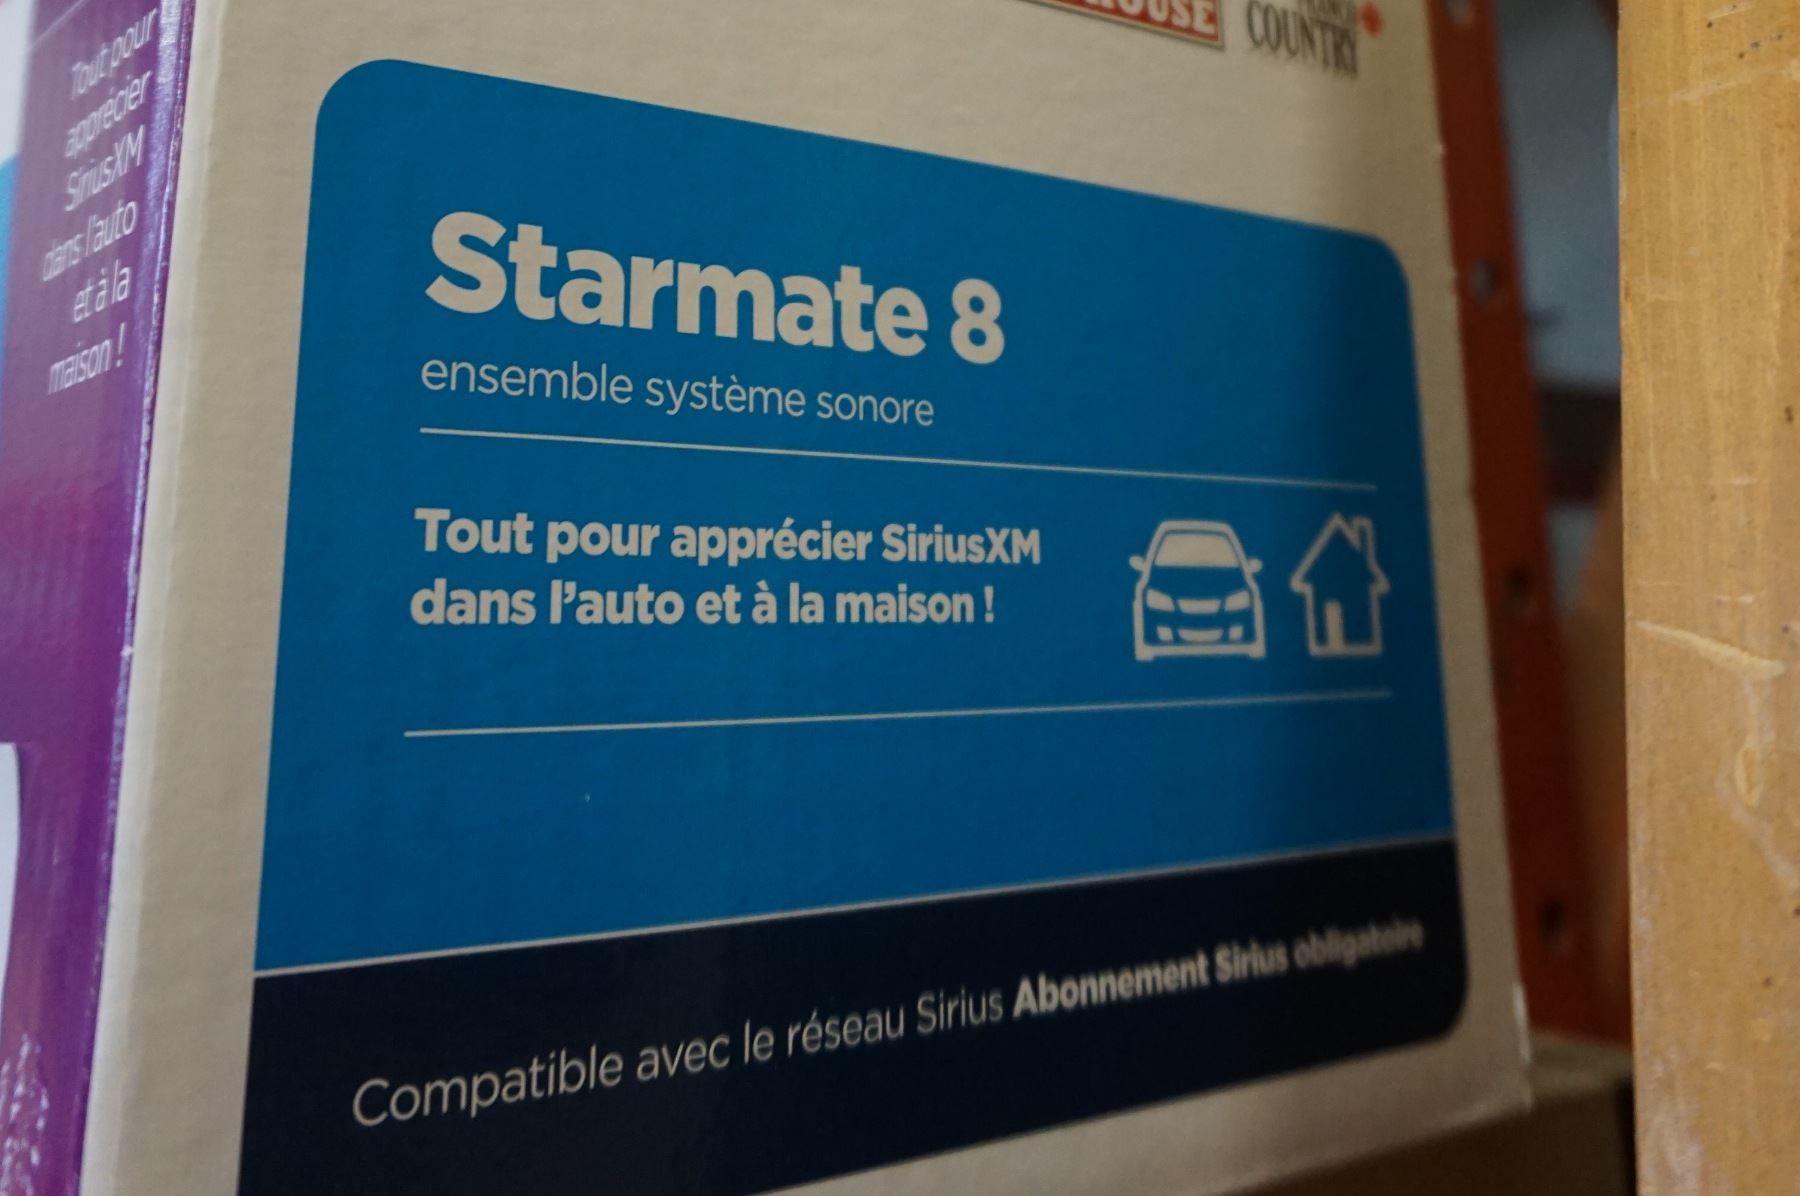 HOUSE
COUNTRY
Tout pour
apprécier
SiriusXM
dans l'auto
et à la
maison !
Starmate 8
ensemble système sonore
Tout pour apprécier SiriusXM
dans l'auto et à la maison !
Compatible avec le réseau Sirius Abonnement Sirius obligatoire